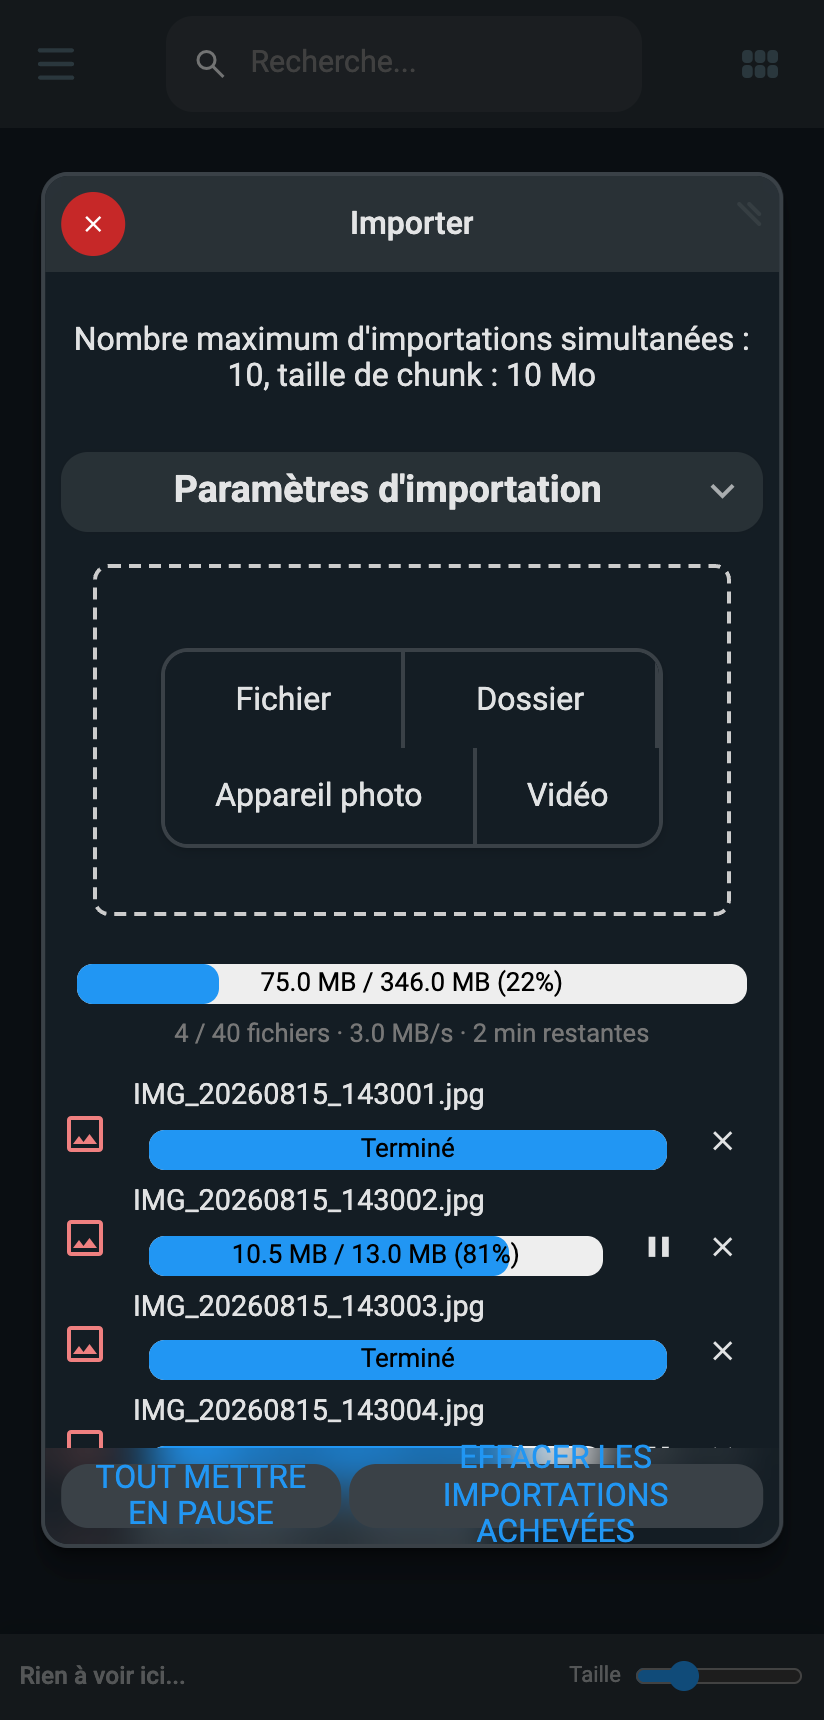 Recherche...
Importer
Nombre maximum d'importations simultanées :
10, taille de chunk : 10 Mo
Paramètres d'importation
Fichier
Dossier
Appareil photo
Vidéo
75.0 MB / 346.0 MB (22%)
4 / 40 fichiers · 3.0 MB/s · 2 min restantes
IMG_20260815_143001.jpg
Terminé
IMG_20260815_143002.jpg
10.5 MB / 13.0 MB (81%)
IMG_20260815_143003.jpg
Terminé
IMG_20260815_143004.jpg
TOUT METTRE
EN PAUSE
EFFACER LES
IMPORTATIONS
ACHEVÉES
Rien à voir ici...
Taille